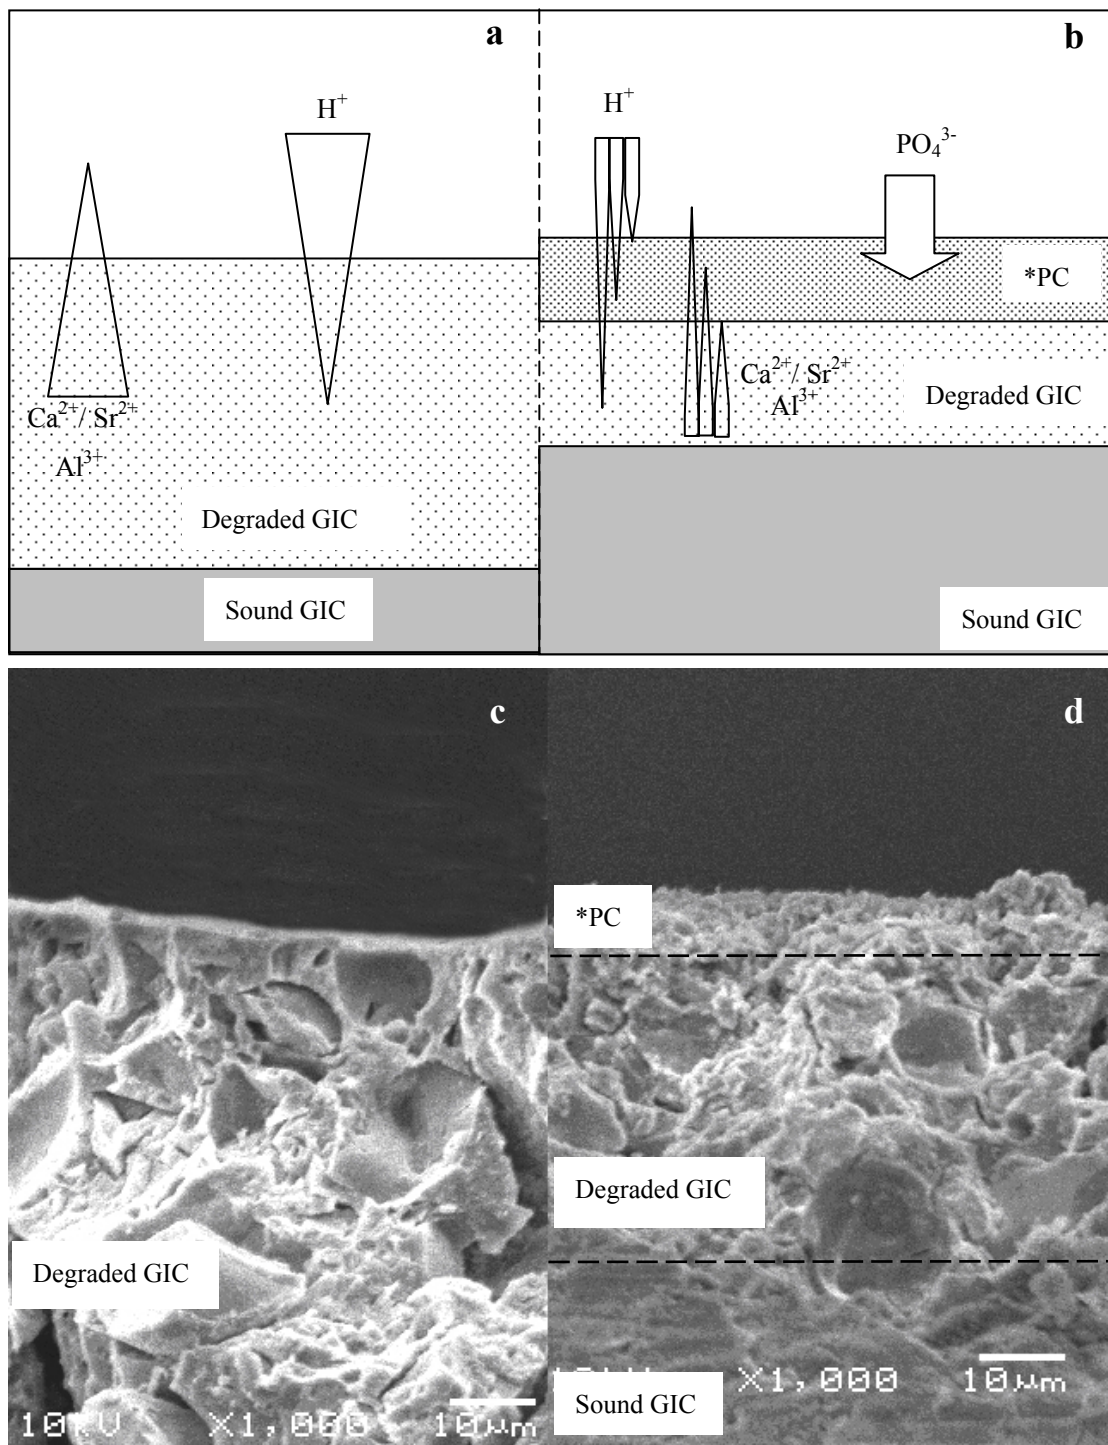 a
H⁺
Ca²⁺/ Sr²⁺
Al³⁺
Degraded GIC
Sound GIC
b
H⁺
PO₄³⁻
*PC
Ca²⁺/ Sr²⁺
Al³⁺
Degraded GIC
Sound GIC
c
Degraded GIC
10kV X1,000 10µm
d
*PC
Degraded GIC
X1,000 10µm
Sound GIC